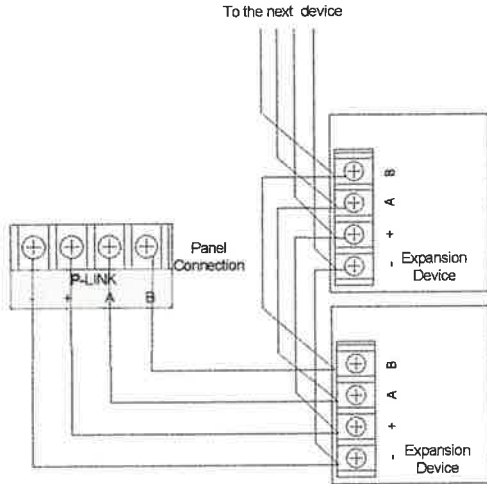 To the next device
B
A
+
- Expansion
Device
Panel
Connection
P-LINK
- + A B
B
A
+
- Expansion
Device